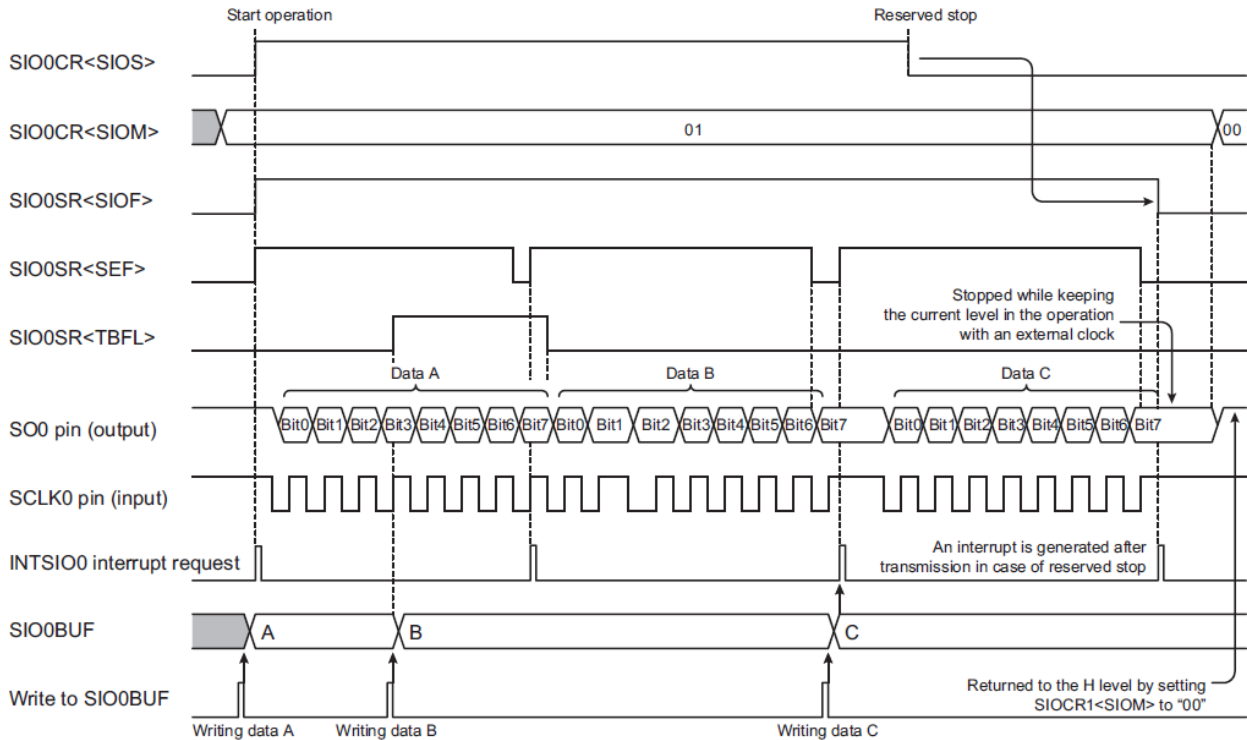 Start operation
Reserved stop
SIO0CR<SIOS>
SIO0CR<SIOM>
01
00
SIO0SR<SIOF>
SIO0SR<SEF>
Stopped while keeping
the current level in the operation
with an external clock
SIO0SR<TBFL>
Data A
Data B
Data C
SO0 pin (output)
Bit0 Bit1 Bit2 Bit3 Bit4 Bit5 Bit6 Bit7 Bit0 Bit1 Bit2 Bit3 Bit4 Bit5 Bit6 Bit7 Bit0 Bit1 Bit2 Bit3 Bit4 Bit5 Bit6 Bit7
SCLK0 pin (input)
INTSIO0 interrupt request
An interrupt is generated after
transmission in case of reserved stop
SIO0BUF
A
B
C
Write to SIO0BUF
Returned to the H level by setting
SIOCR1<SIOM> to “00”
Writing data A
Writing data B
Writing data C